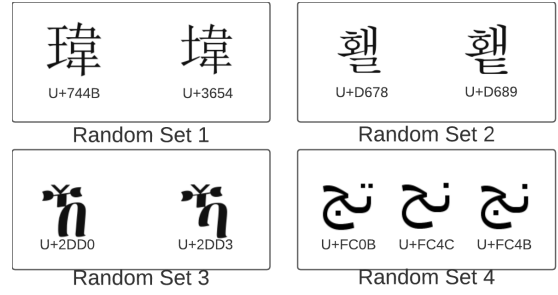 瑋 㙔
U+744B U+3654
Random Set 1
홸 횉
U+D678 U+D689
Random Set 2
ⷐ ⷓ
U+2DD0 U+2DD3
Random Set 3
ﰋ ﱌ ﱋ
U+FC0B U+FC4C U+FC4B
Random Set 4